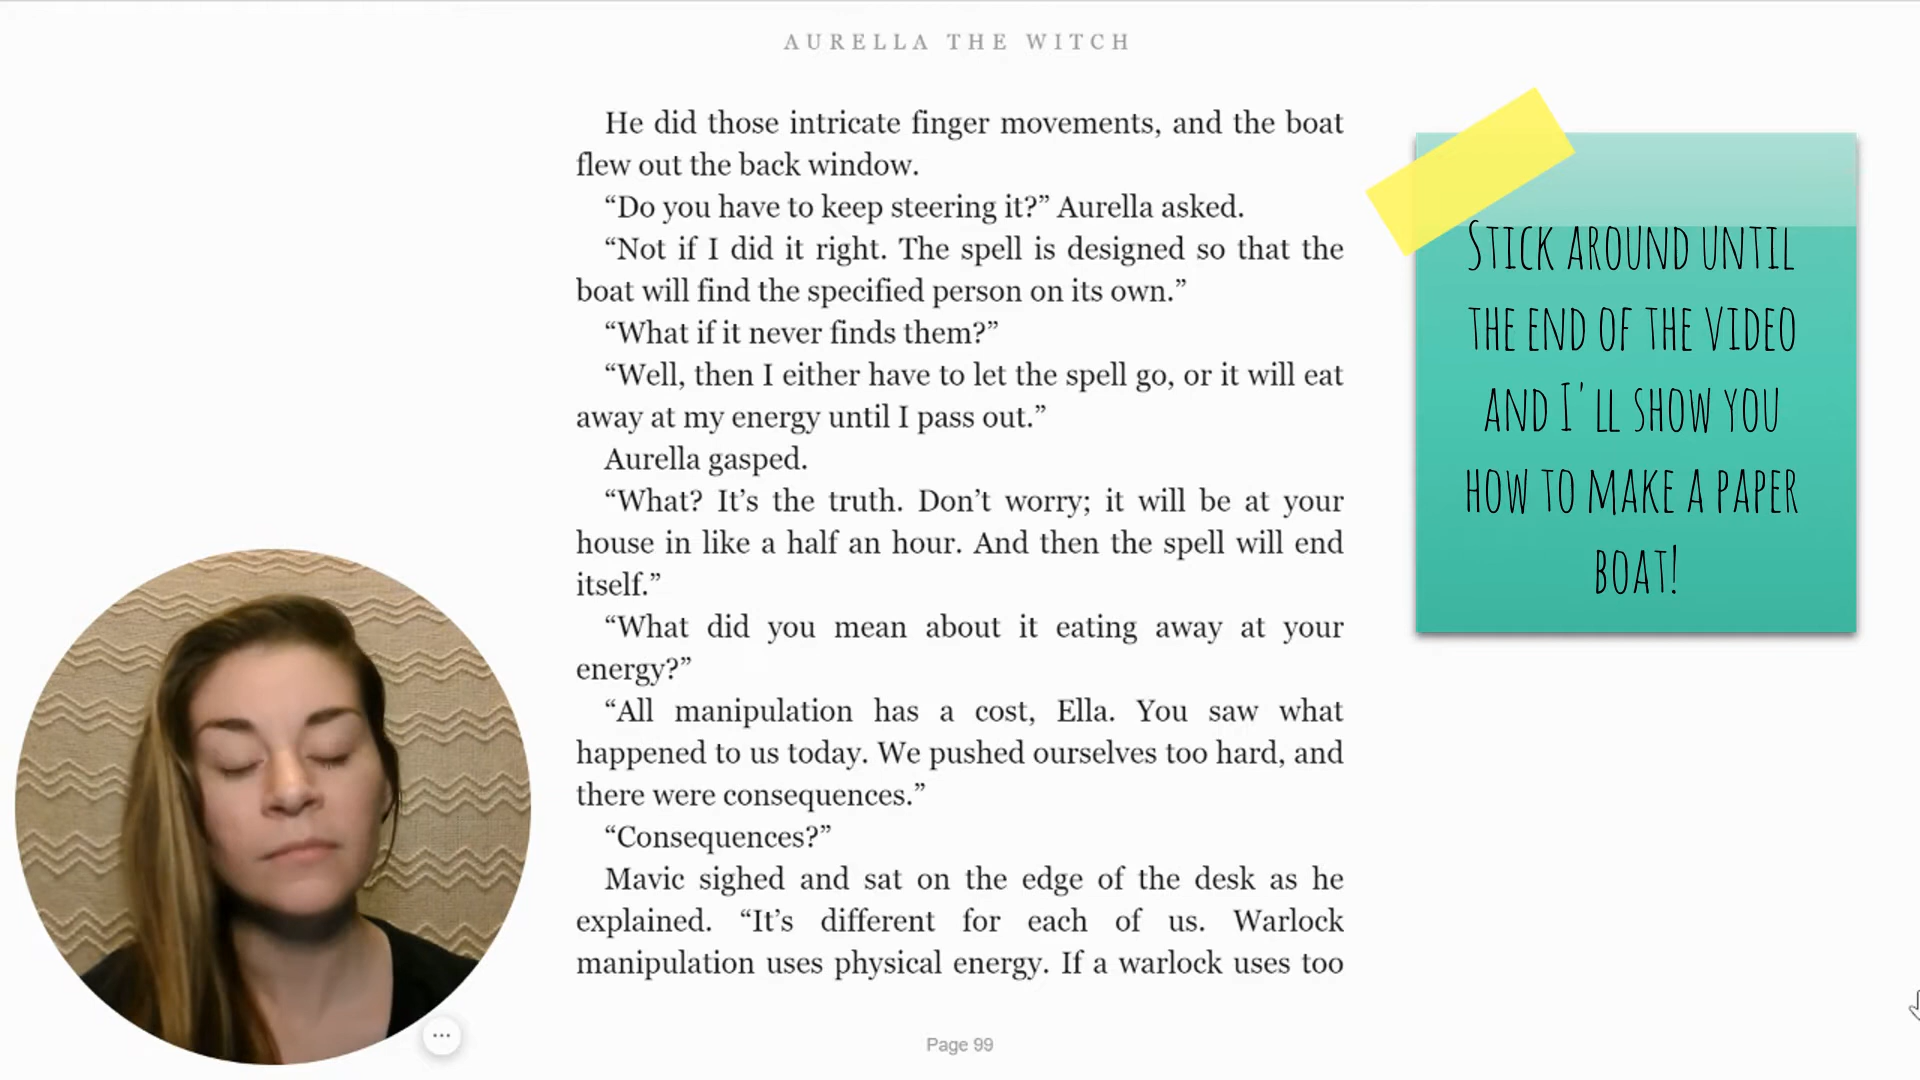 AURELLA THE WITCH
He did those intricate finger movements, and the boat
flew out the back window.
“Do you have to keep steering it?” Aurella asked.
“Not if I did it right. The spell is designed so that the
boat will find the specified person on its own.”
“What if it never finds them?”
“Well, then I either have to let the spell go, or it will eat
away at my energy until I pass out.”
Aurella gasped.
“What? It’s the truth. Don’t worry; it will be at your
house in like a half an hour. And then the spell will end
itself.”
“What did you mean about it eating away at your
energy?”
“All manipulation has a cost, Ella. You saw what
happened to us today. We pushed ourselves too hard, and
there were consequences.”
“Consequences?”
Mavic sighed and sat on the edge of the desk as he
explained. “It’s different for each of us. Warlock
manipulation uses physical energy. If a warlock uses too
Page 99
STICK AROUND UNTIL
THE END OF THE VIDEO
AND I'LL SHOW YOU
HOW TO MAKE A PAPER
BOAT!